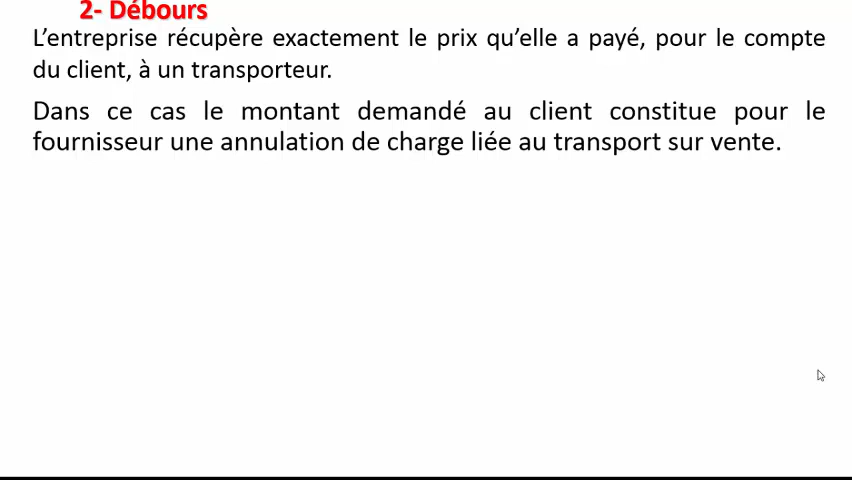 2- Débours
L'entreprise récupère exactement le prix qu'elle a payé, pour le compte
du client, à un transporteur.
Dans ce cas le montant demandé au client constitue pour le
fournisseur une annulation de charge liée au transport sur vente.